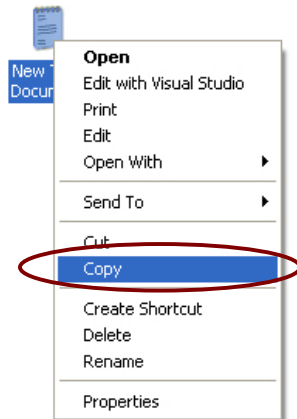 New
Docur
Open
Edit with Visual Studio
Print
Edit
Open With
Send To
Cut
Copy
Create Shortcut
Delete
Rename
Properties